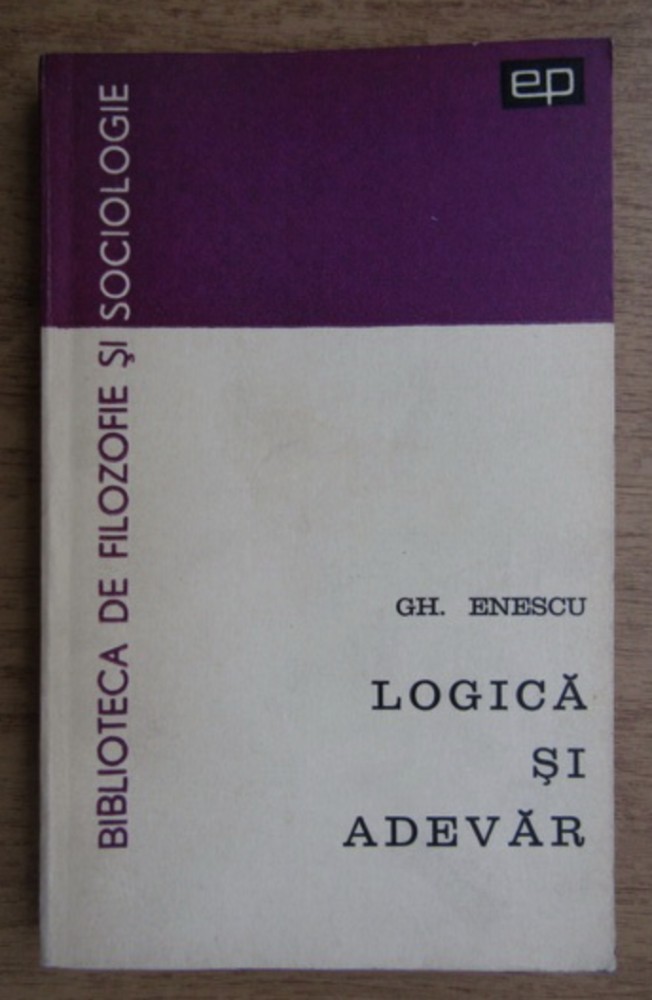 ep
BIBLIOTECA DE FILOZOFIE ŞI SOCIOLOGIE
GH. ENESCU
LOGICĂ
ŞI
ADEVĂR